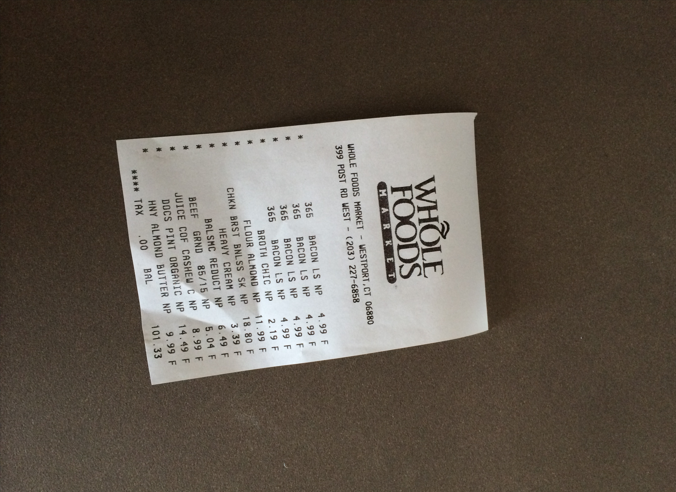 WHOLE
FOODS
MARKET
WHOLE FOODS MARKET - WESTPORT,CT 06880
399 POST RD WEST - (203) 227-6858
365 BACON LS NP 4.99 F
365 BACON LS NP 4.99 F
365 BACON LS NP 4.99 F
365 BACON LS NP 4.99 F
BROTH CHIC NP 2.19 F
FLOUR ALMOND NP 11.99 F
CHKN BRST BNLSS SK NP 18.80 F
HEAVY CREAM NP 3.39 F
BALSMC REDUCT NP 6.49 F
BEEF GRND 85/15 NP 5.04 F
JUICE COF CASHEW C NP 8.99 F
DOCS PINT ORGANIC NP 14.49 F
HNY ALMOND BUTTER NP 9.99 F
**** TAX .00 BAL 101.33